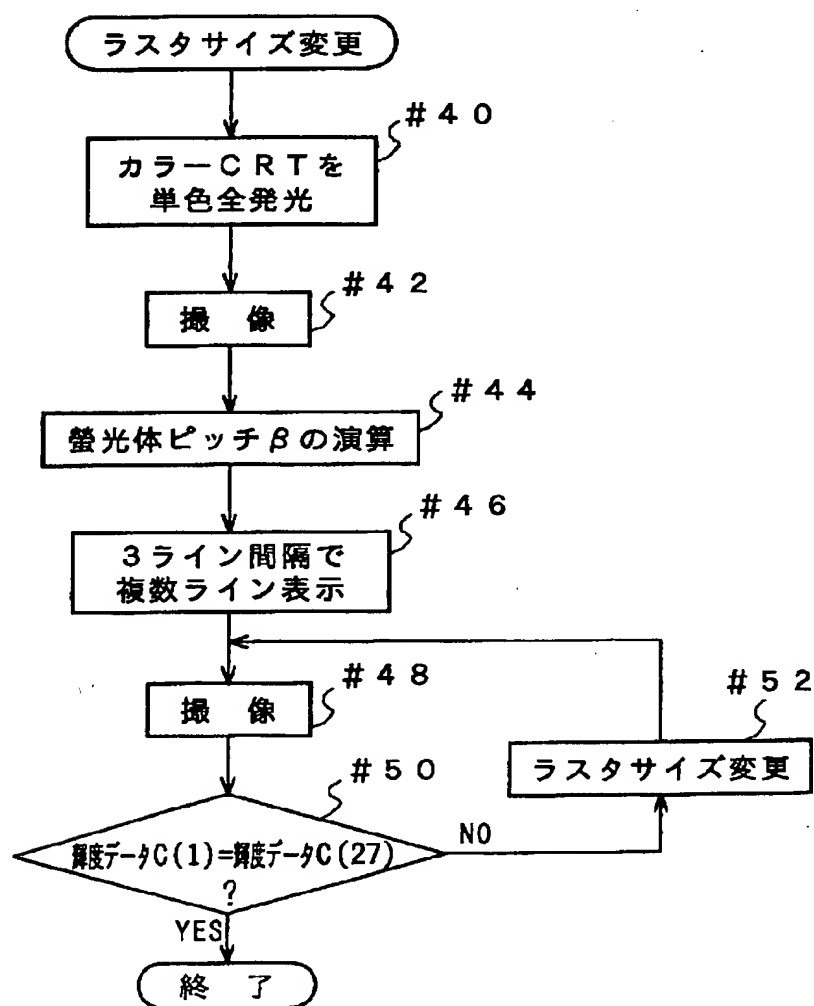 ラスタサイズ変更
#40
カラーCRTを
単色全発光
#42
撮 像
#44
螢光体ピッチβの演算
#46
3ライン間隔で
複数ライン表示
#48
撮 像
#52
ラスタサイズ変更
#50
輝度データC(1)=輝度データC(27)
?
NO
YES
終 了